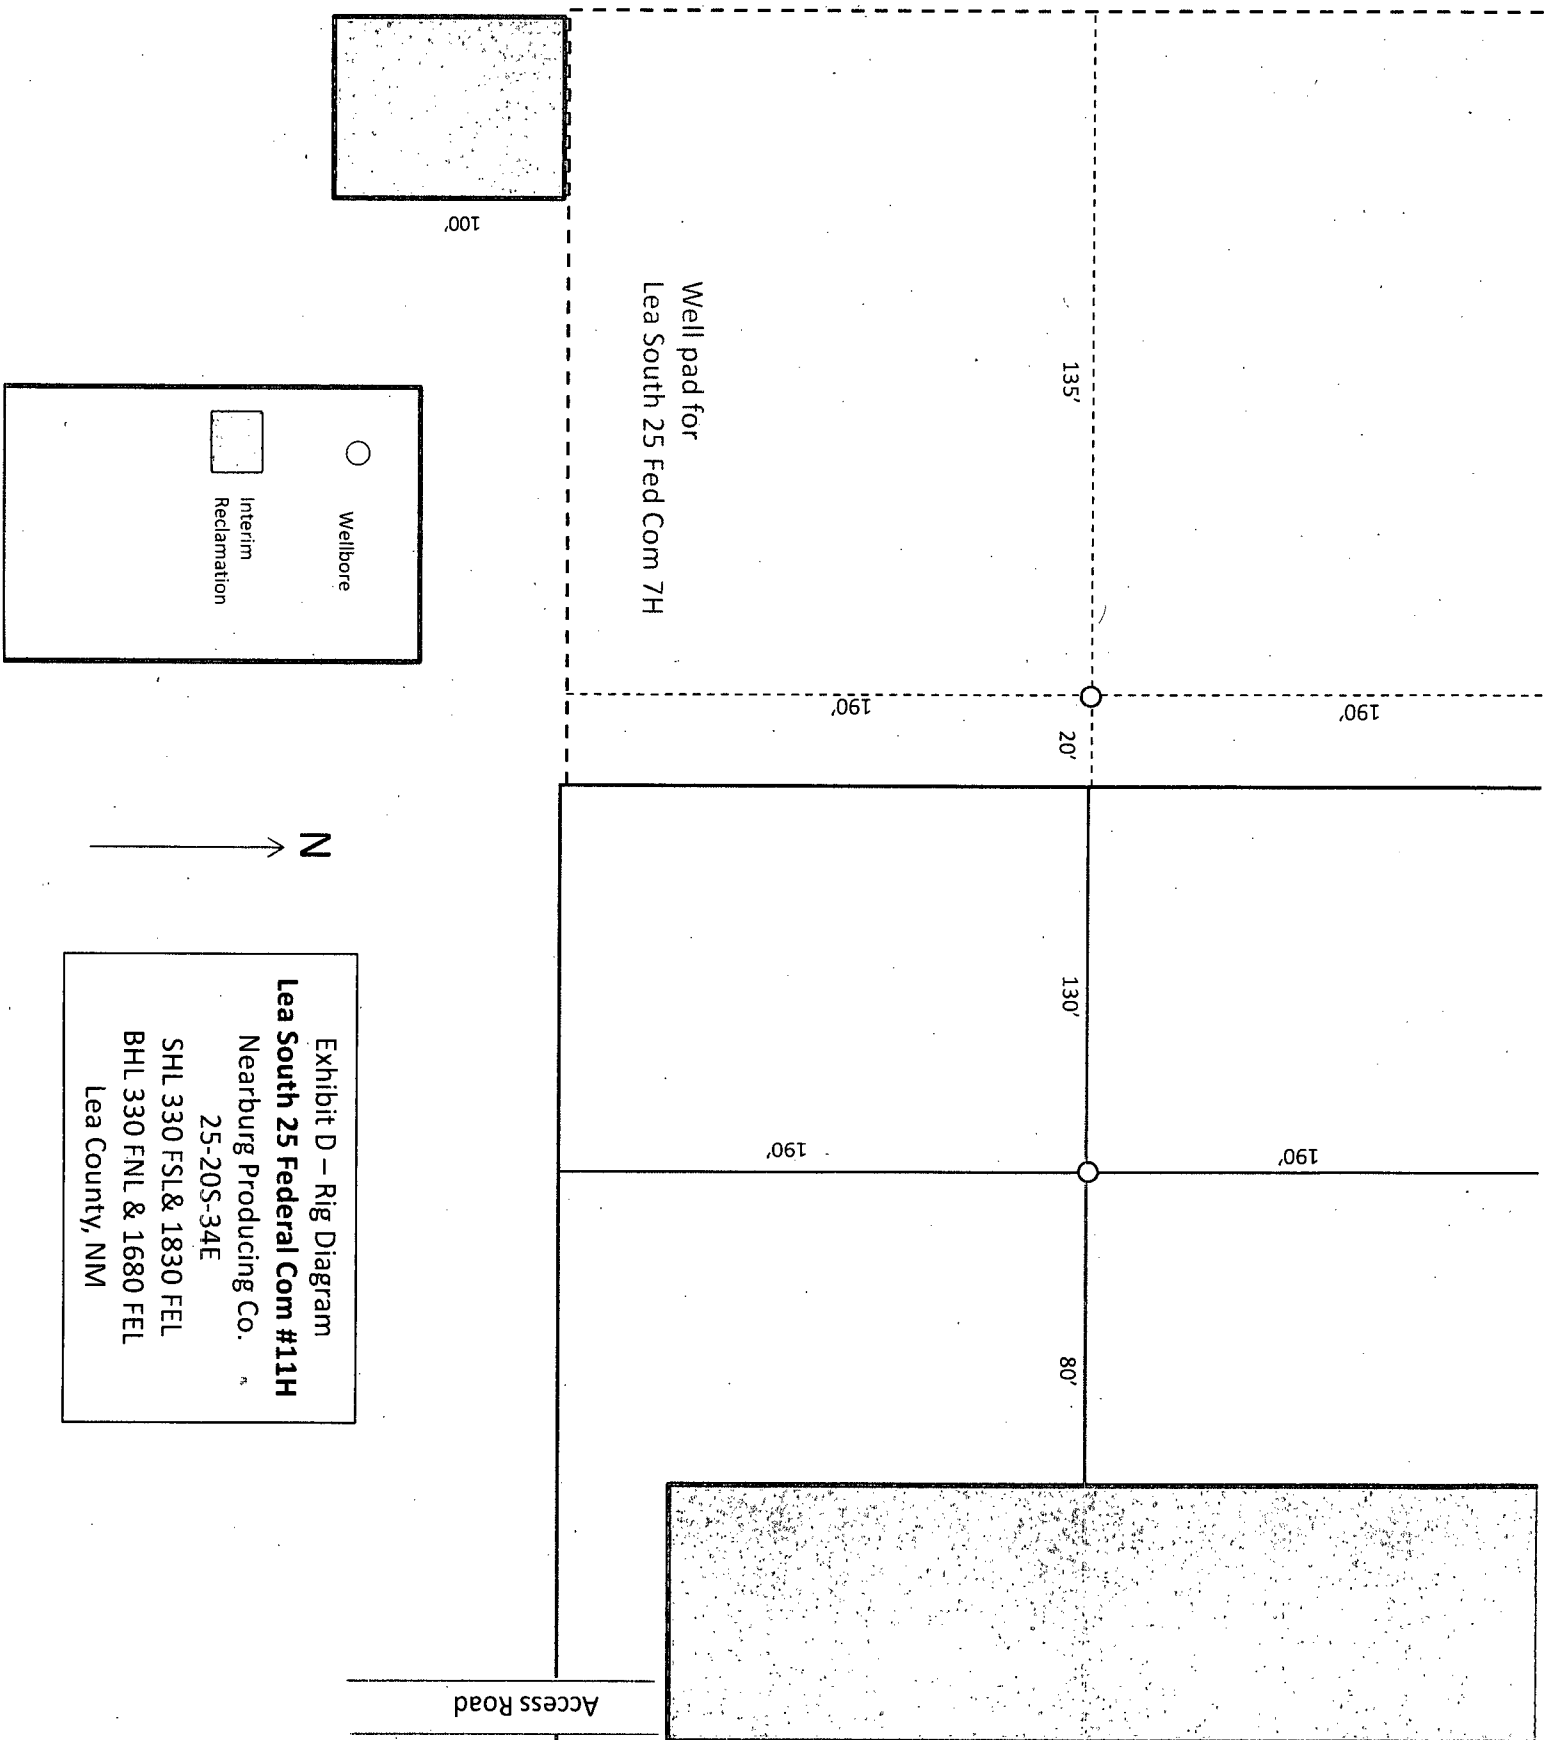 190'
190'
190'
190'
135'
20'
130'
80'
Well pad for
Lea South 25 Fed Com 7H
100'
Access Road
Wellbore
Interim
Reclamation
N
Exhibit D – Rig Diagram
Lea South 25 Federal Com #11H
Nearburg Producing Co.
25-20S-34E
SHL 330 FSL& 1830 FEL
BHL 330 FNL & 1680 FEL
Lea County, NM